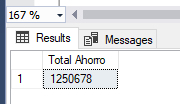 167 %
Results Messages
Total Ahorro
1 1250678